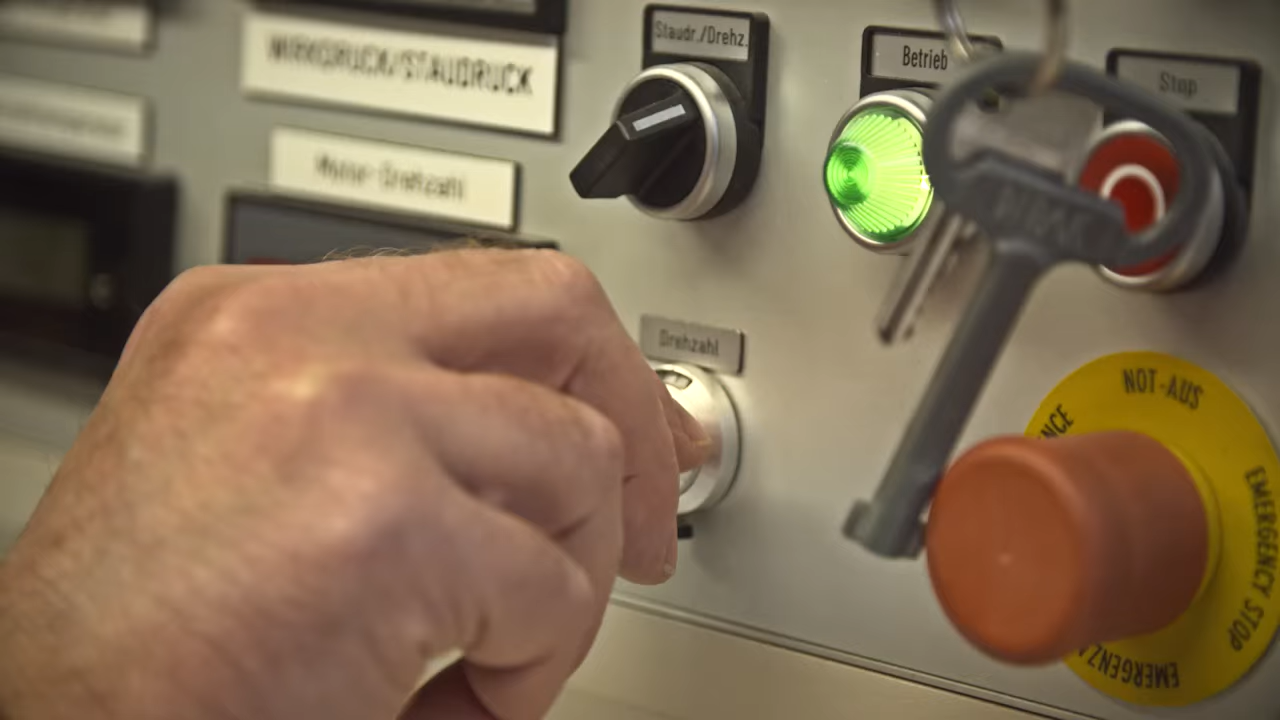 WIRKDRUCK/STAUDRUCK
Motor-Drehzahl
Staudr./Drehz.
Betrieb
Stop
Drehzahl
NOT-AUS
EMERGENCY STOP